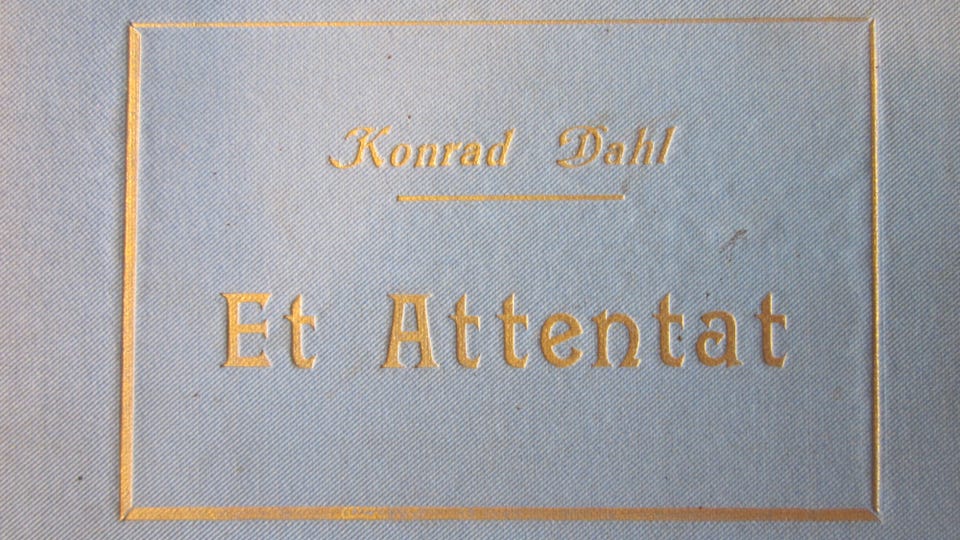 Konrad Dahl
Et Attentat